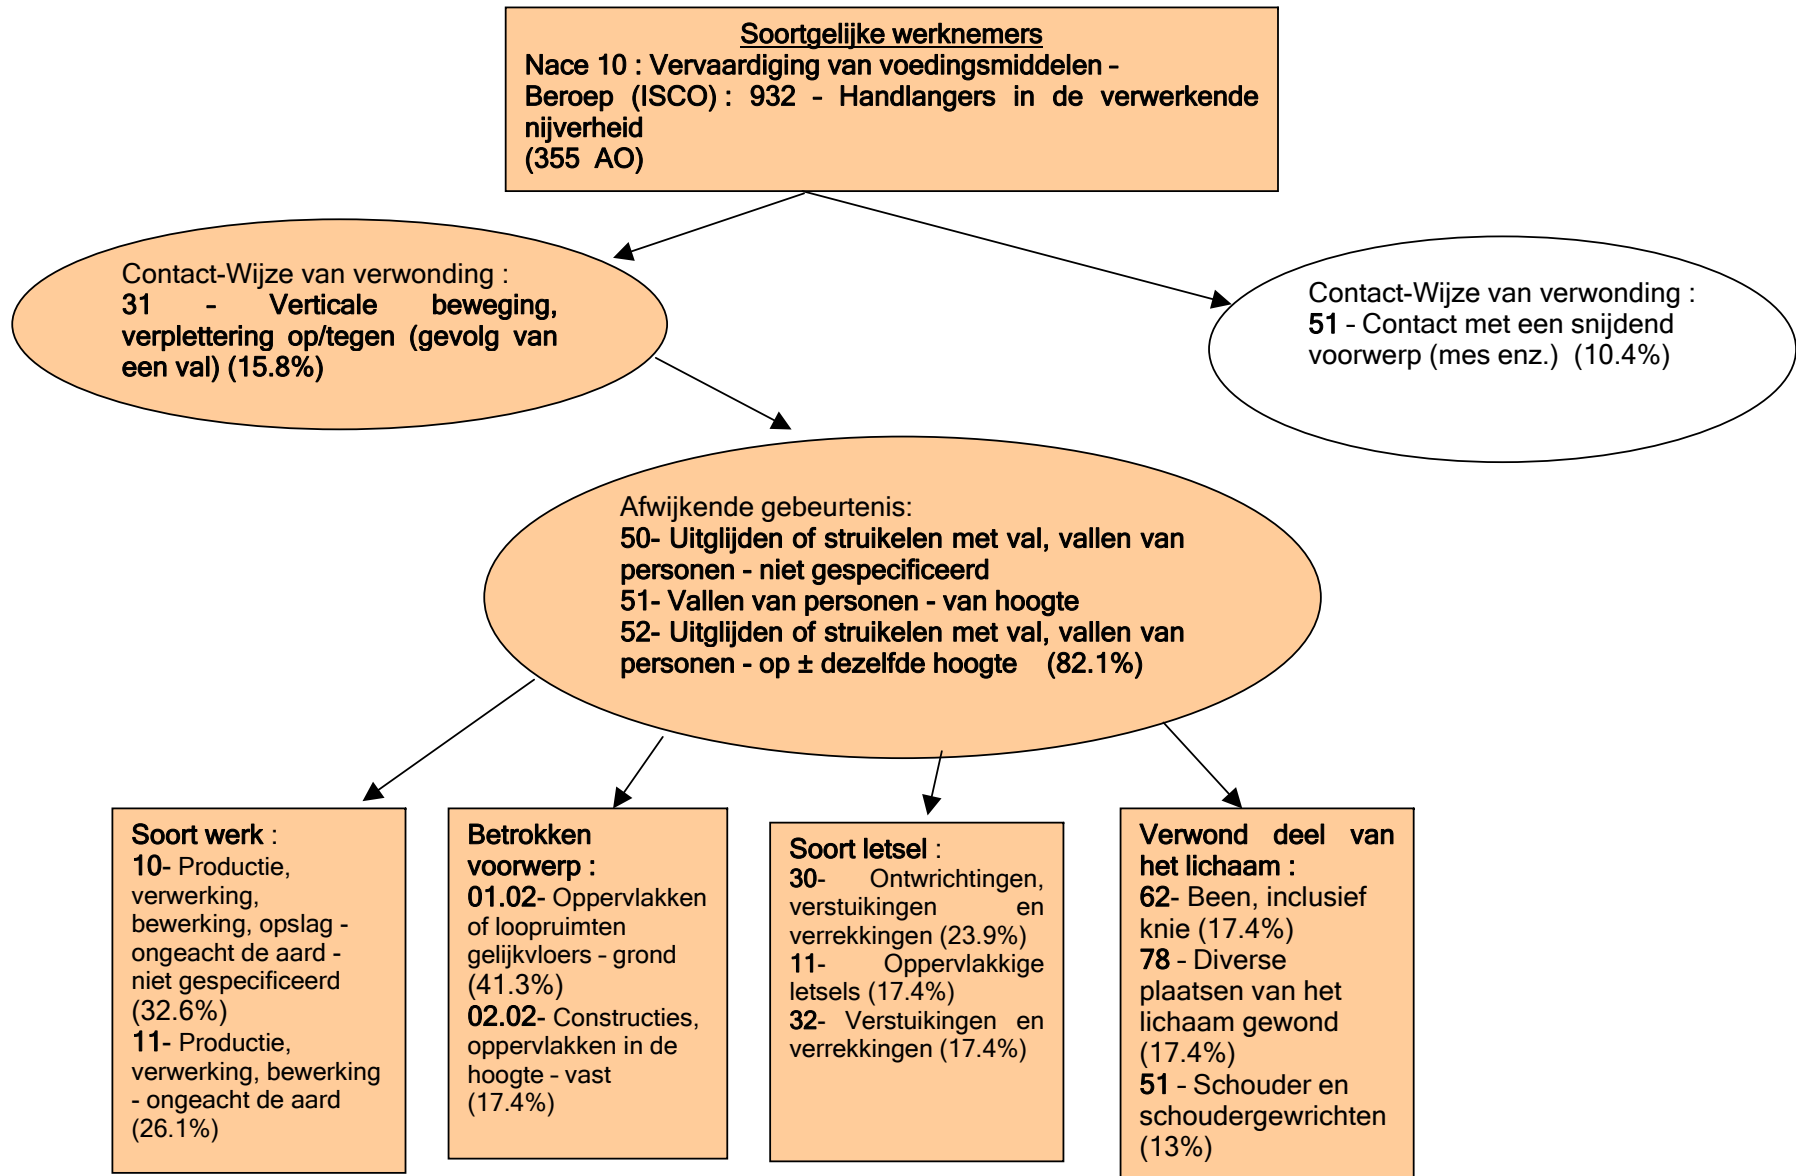 Soortgelijke werknemers
Nace 10 : Vervaardiging van voedingsmiddelen –
Beroep (ISCO) : 932 - Handlangers in de verwerkende
nijverheid
(355 AO)
Contact-Wijze van verwonding :
31 - Verticale beweging,
verplettering op/tegen (gevolg van
een val) (15.8%)
Contact-Wijze van verwonding :
51 - Contact met een snijdend
voorwerp (mes enz.) (10.4%)
Afwijkende gebeurtenis:
50- Uitglijden of struikelen met val, vallen van
personen - niet gespecificeerd
51- Vallen van personen - van hoogte
52- Uitglijden of struikelen met val, vallen van
personen - op ± dezelfde hoogte (82.1%)
Soort werk :
10- Productie,
verwerking,
bewerking, opslag -
ongeacht de aard -
niet gespecificeerd
(32.6%)
11- Productie,
verwerking, bewerking
- ongeacht de aard
(26.1%)
Betrokken
voorwerp :
01.02- Oppervlakken
of loopruimten
gelijkvloers – grond
(41.3%)
02.02- Constructies,
oppervlakken in de
hoogte – vast
(17.4%)
Soort letsel :
30- Ontwrichtingen,
verstuikingen en
verrekkingen (23.9%)
11- Oppervlakkige
letsels (17.4%)
32- Verstuikingen en
verrekkingen (17.4%)
Verwond deel van
het lichaam :
62- Been, inclusief
knie (17.4%)
78 – Diverse
plaatsen van het
lichaam gewond
(17.4%)
51 – Schouder en
schoudergewrichten
(13%)